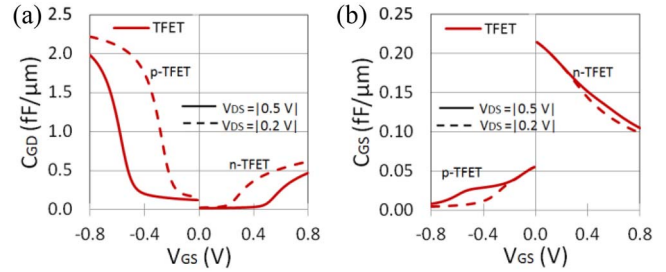 (a)
2.5
2.0
1.5
1.0
0.5
0.0
CGD (fF/μm)
TFET
p-TFET
VDS=|0.5 V|
VDS=|0.2 V|
n-TFET
-0.8 -0.4 0.0 0.4 0.8
VGS (V)
(b)
0.25
0.20
0.15
0.10
0.05
0.00
CGS (fF/μm)
TFET
n-TFET
VDS=|0.5 V|
VDS=|0.2 V|
p-TFET
-0.8 -0.4 0.0 0.4 0.8
VGS (V)